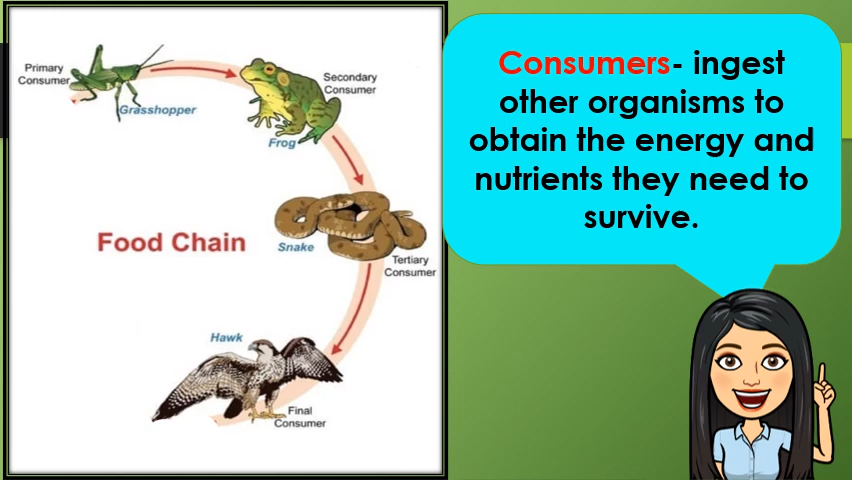 Primary
Consumer
Grasshopper
Secondary
Consumer
Frog
Food Chain
Snake
Tertiary
Consumer
Hawk
Final
Consumer
Consumers- ingest
other organisms to
obtain the energy and
nutrients they need to
survive.